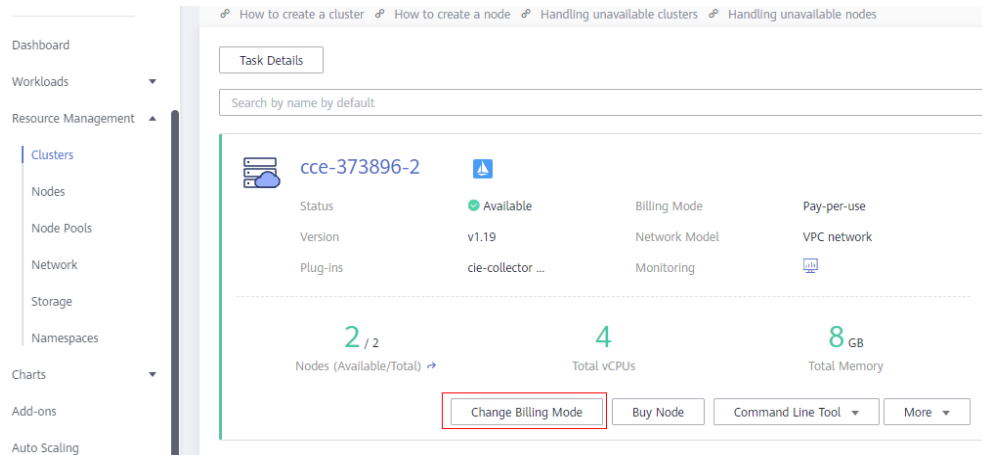 How to create a cluster How to create a node Handling unavailable clusters Handling unavailable nodes
Dashboard
Workloads
Resource Management
Clusters
Nodes
Node Pools
Network
Storage
Namespaces
Charts
Add-ons
Auto Scaling
Task Details
Search by name by default
cce-373896-2
Status Available Billing Mode Pay-per-use
Version v1.19 Network Model VPC network
Plug-ins cie-collector ... Monitoring
2 / 2 4 8 GB
Nodes (Available/Total) Total vCPUs Total Memory
Change Billing Mode Buy Node Command Line Tool More